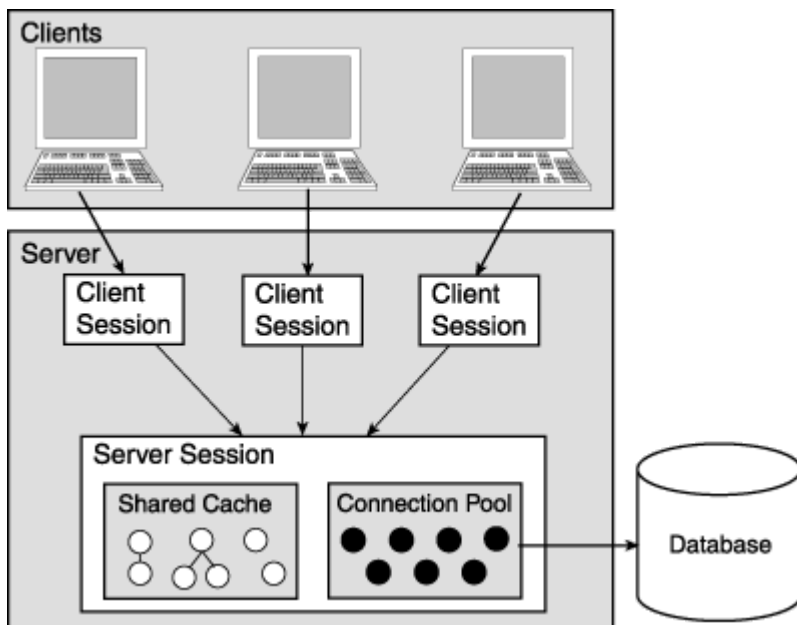 Clients
Server
Client
Session
Client
Session
Client
Session
Server Session
Shared Cache
Connection Pool
Database